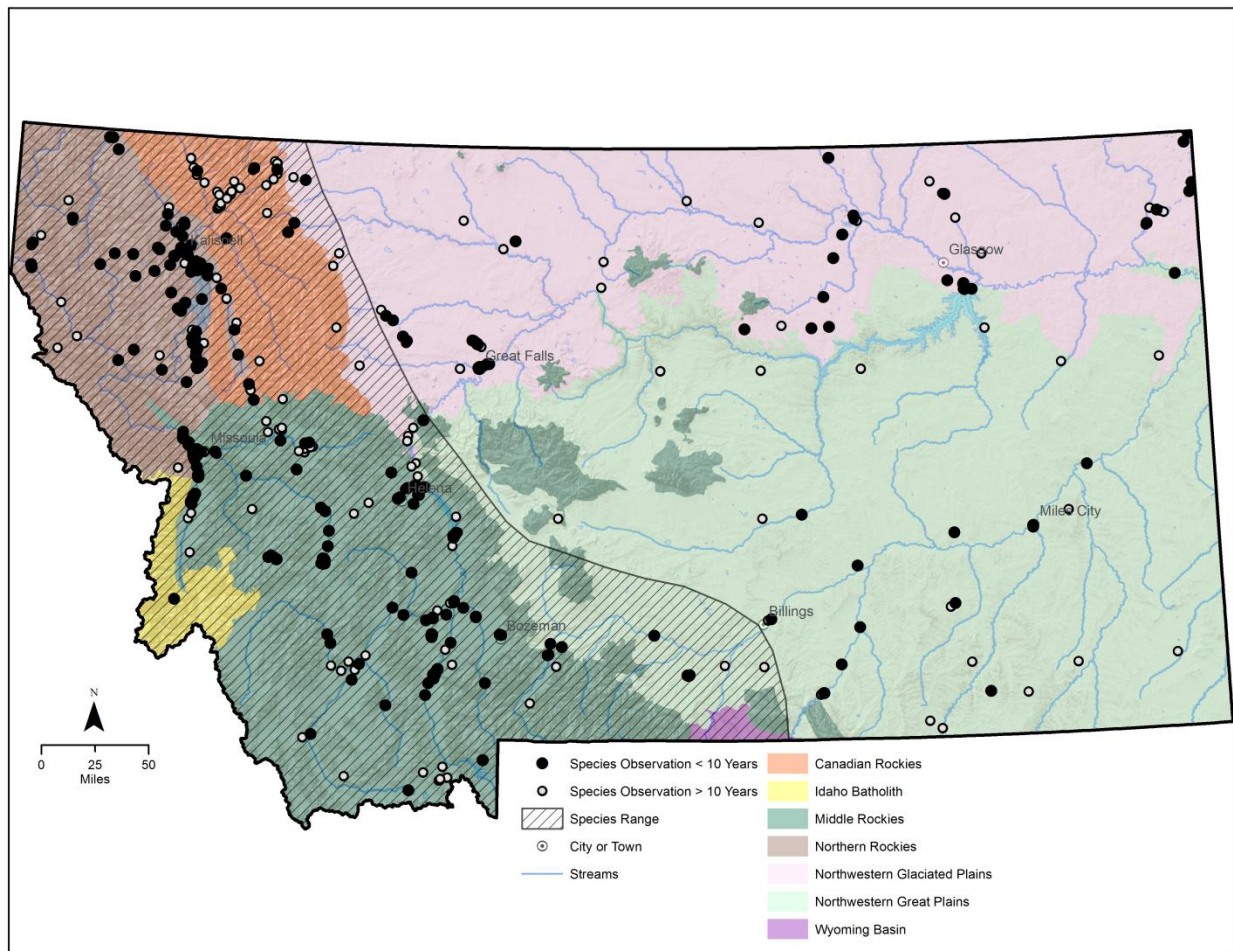 Kalispell
Glasgow
Great Falls
Missoula
Helena
Miles City
Billings
Bozeman
N
0 25 50
Miles
Species Observation < 10 Years
Species Observation > 10 Years
Species Range
City or Town
Streams
Canadian Rockies
Idaho Batholith
Middle Rockies
Northern Rockies
Northwestern Glaciated Plains
Northwestern Great Plains
Wyoming Basin